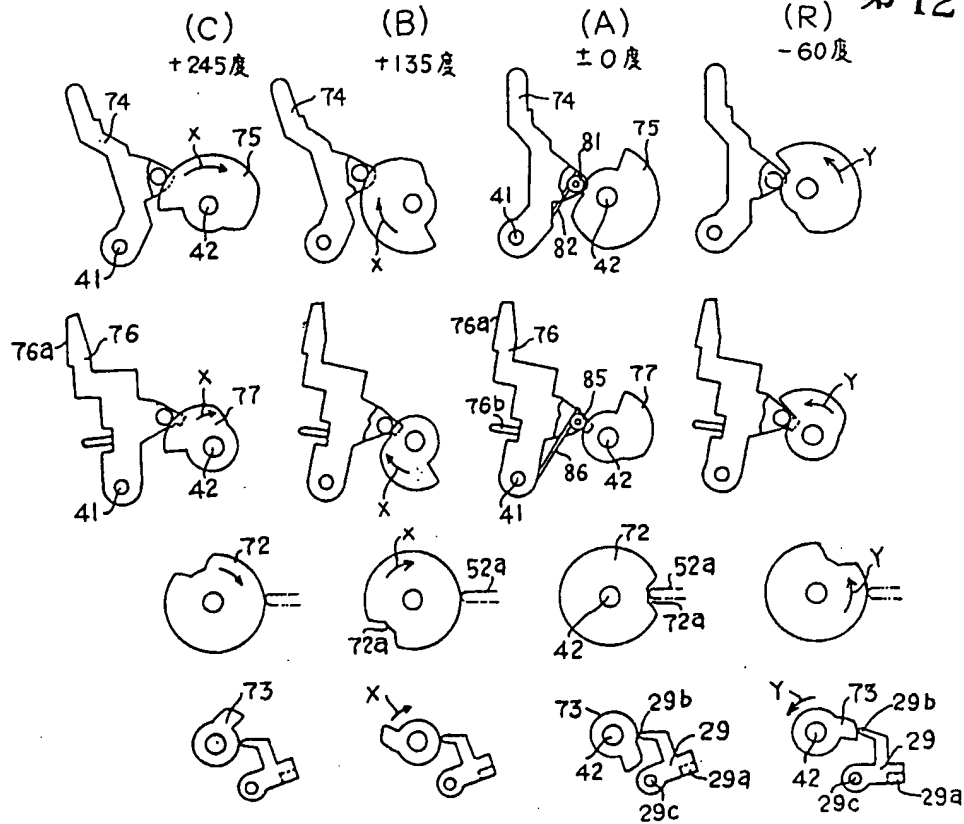 (C) (B) (A) (R) 12
+245度 +135度 ±0度 -60度
74 74 74
X 75 81 75 Y
41 42 X 41 82 42
76a 76 X 77 76a 76 85 77 Y
76b
41 42 X 41 86 42
72 X 52a 72 52a Y
72a 42 72a
73 X 73 29b Y 73 29b
42 29 42 29
29c 29a 29c 29a